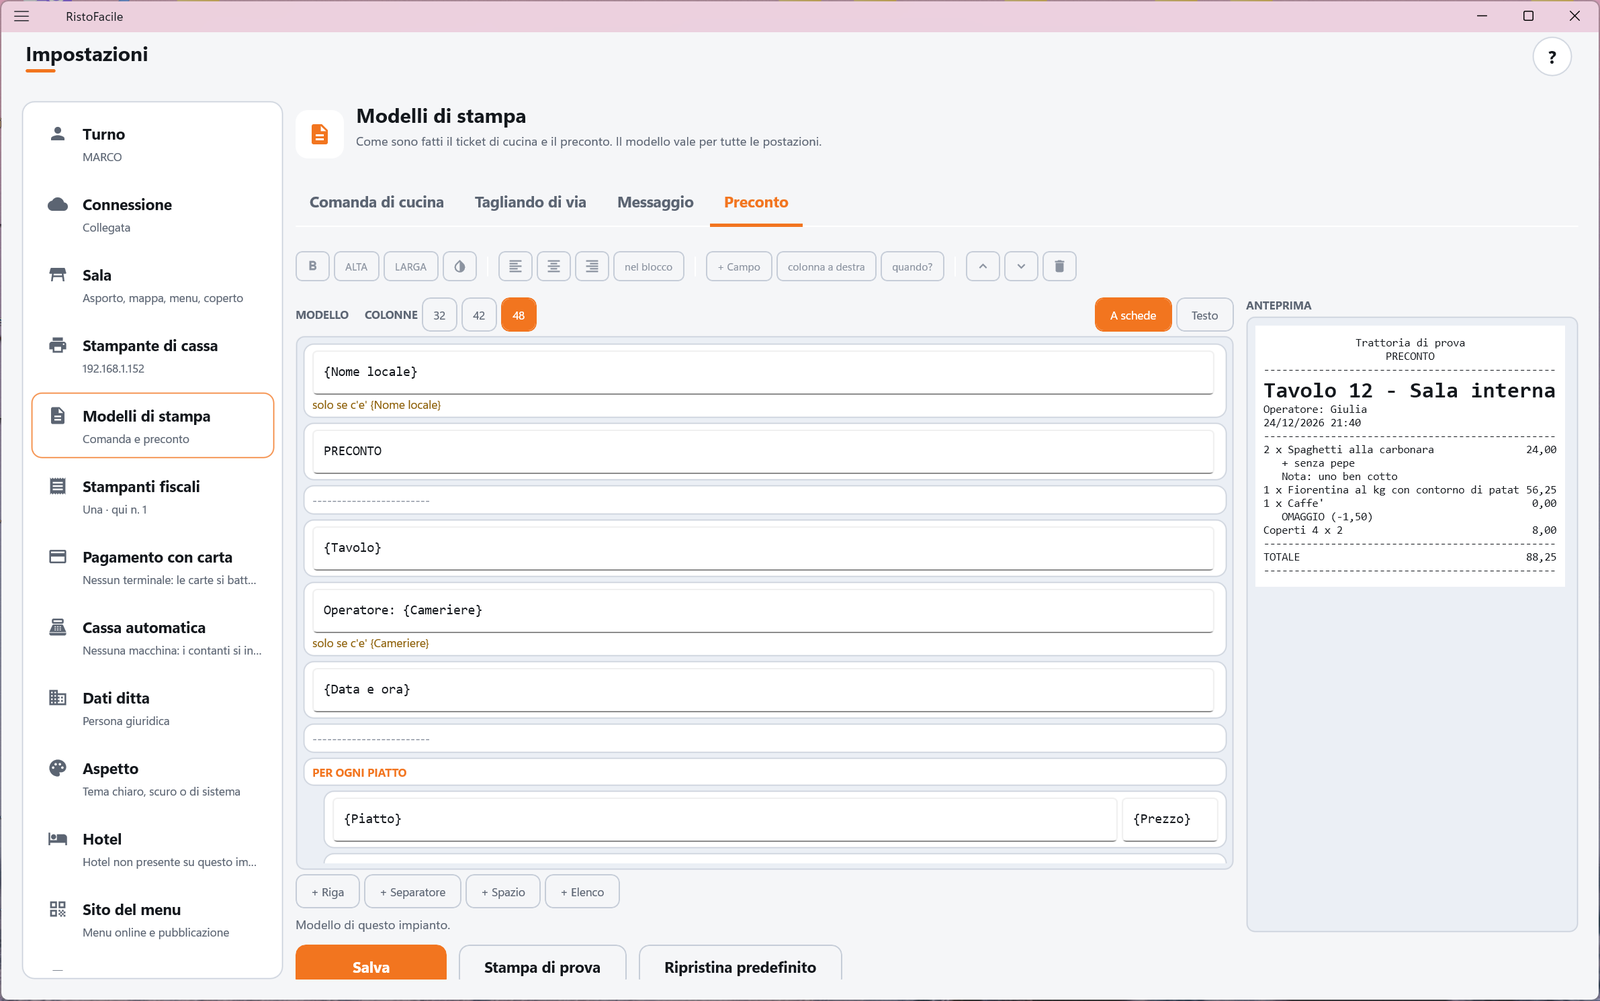 RistoFacile
Impostazioni
?
Turno
MARCO
Connessione
Collegata
Sala
Asporto, mappa, menu, coperto
Stampante di cassa
192.168.1.152
Modelli di stampa
Comanda e preconto
Stampanti fiscali
Una · qui n. 1
Pagamento con carta
Nessun terminale: le carte si batt...
Cassa automatica
Nessuna macchina: i contanti si in...
Dati ditta
Persona giuridica
Aspetto
Tema chiaro, scuro o di sistema
Hotel
Hotel non presente su questo im...
Sito del menu
Menu online e pubblicazione
Modelli di stampa
Come sono fatti il ticket di cucina e il preconto. Il modello vale per tutte le postazioni.
Comanda di cucina Tagliando di via Messaggio Preconto
B ALTA LARGA nel blocco + Campo colonna a destra quando?
MODELLO COLONNE 32 42 48 A schede Testo
{Nome locale}
solo se c'e' {Nome locale}
PRECONTO
------------------------
{Tavolo}
Operatore: {Cameriere}
solo se c'e' {Cameriere}
{Data e ora}
------------------------
PER OGNI PIATTO
{Piatto} {Prezzo}
+ Riga + Separatore + Spazio + Elenco
Modello di questo impianto.
Salva Stampa di prova Ripristina predefinito
ANTEPRIMA
Trattoria di prova
PRECONTO
------------------------------------------------
Tavolo 12 - Sala interna
Operatore: Giulia
24/12/2026 21:40
------------------------------------------------
2 x Spaghetti alla carbonara 24,00
+ senza pepe
Nota: uno ben cotto
1 x Fiorentina al kg con contorno di patat 56,25
1 x Caffe' 0,00
OMAGGIO (-1,50)
Coperti 4 x 2 8,00
------------------------------------------------
TOTALE 88,25
------------------------------------------------